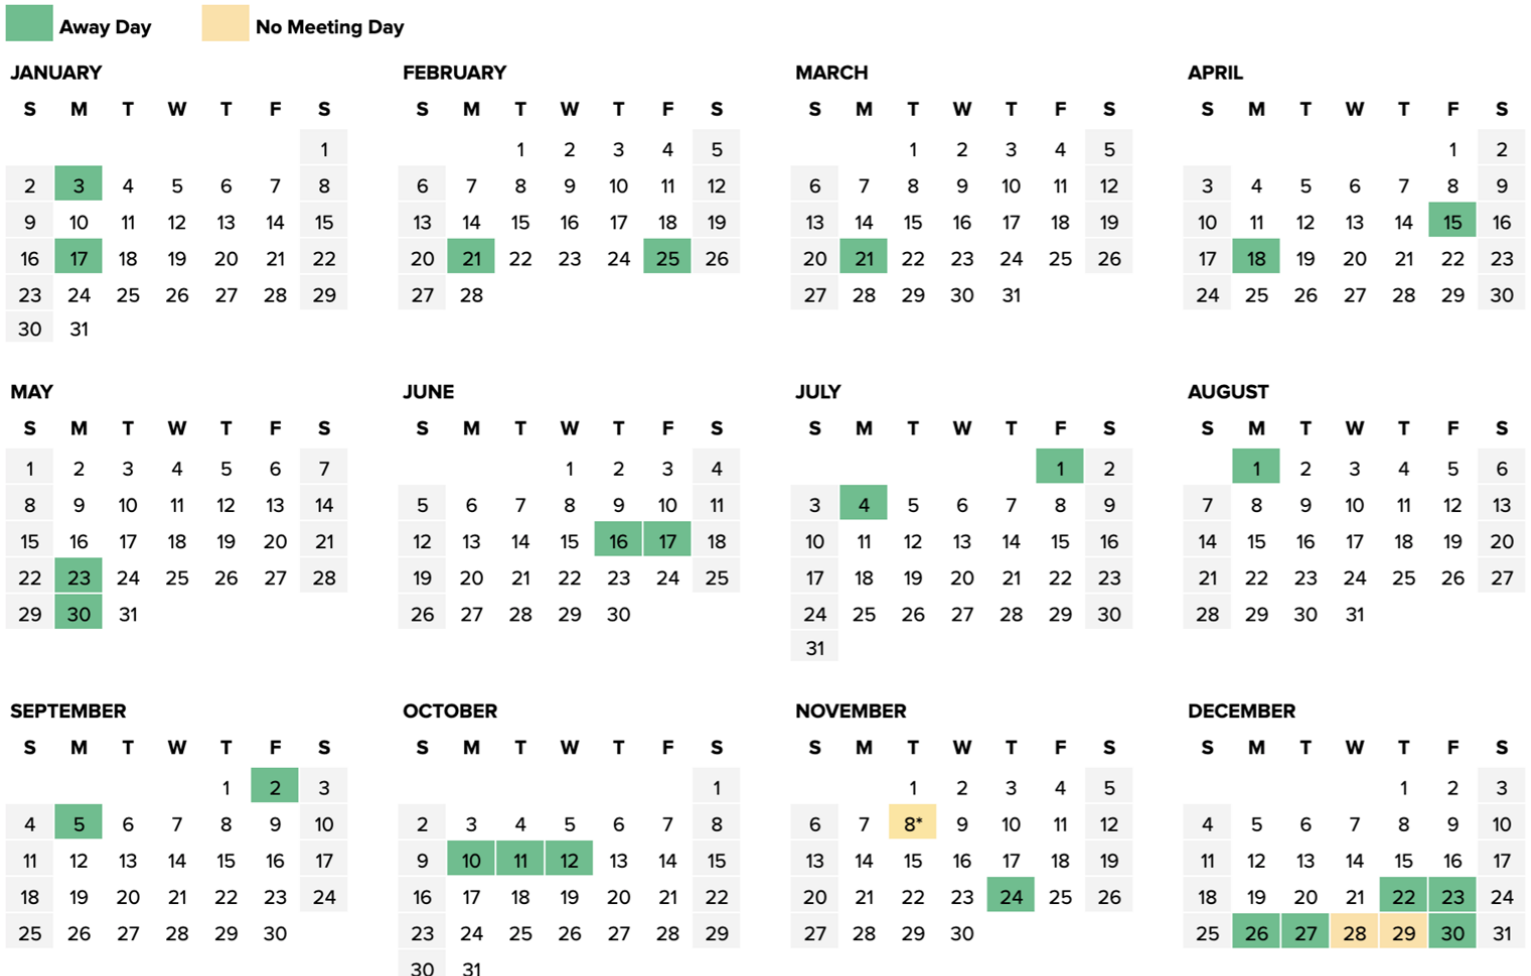 Away Day No Meeting Day
JANUARY
S M T W T F S
1
2 3 4 5 6 7 8
9 10 11 12 13 14 15
16 17 18 19 20 21 22
23 24 25 26 27 28 29
30 31
FEBRUARY
S M T W T F S
1 2 3 4 5
6 7 8 9 10 11 12
13 14 15 16 17 18 19
20 21 22 23 24 25 26
27 28
MARCH
S M T W T F S
1 2 3 4 5
6 7 8 9 10 11 12
13 14 15 16 17 18 19
20 21 22 23 24 25 26
27 28 29 30 31
APRIL
S M T W T F S
1 2
3 4 5 6 7 8 9
10 11 12 13 14 15 16
17 18 19 20 21 22 23
24 25 26 27 28 29 30
MAY
S M T W T F S
1 2 3 4 5 6 7
8 9 10 11 12 13 14
15 16 17 18 19 20 21
22 23 24 25 26 27 28
29 30 31
JUNE
S M T W T F S
1 2 3 4
5 6 7 8 9 10 11
12 13 14 15 16 17 18
19 20 21 22 23 24 25
26 27 28 29 30
JULY
S M T W T F S
1 2
3 4 5 6 7 8 9
10 11 12 13 14 15 16
17 18 19 20 21 22 23
24 25 26 27 28 29 30
31
AUGUST
S M T W T F S
1 2 3 4 5 6
7 8 9 10 11 12 13
14 15 16 17 18 19 20
21 22 23 24 25 26 27
28 29 30 31
SEPTEMBER
S M T W T F S
1 2 3
4 5 6 7 8 9 10
11 12 13 14 15 16 17
18 19 20 21 22 23 24
25 26 27 28 29 30
OCTOBER
S M T W T F S
1
2 3 4 5 6 7 8
9 10 11 12 13 14 15
16 17 18 19 20 21 22
23 24 25 26 27 28 29
30 31
NOVEMBER
S M T W T F S
1 2 3 4 5
6 7 8* 9 10 11 12
13 14 15 16 17 18 19
20 21 22 23 24 25 26
27 28 29 30
DECEMBER
S M T W T F S
1 2 3
4 5 6 7 8 9 10
11 12 13 14 15 16 17
18 19 20 21 22 23 24
25 26 27 28 29 30 31